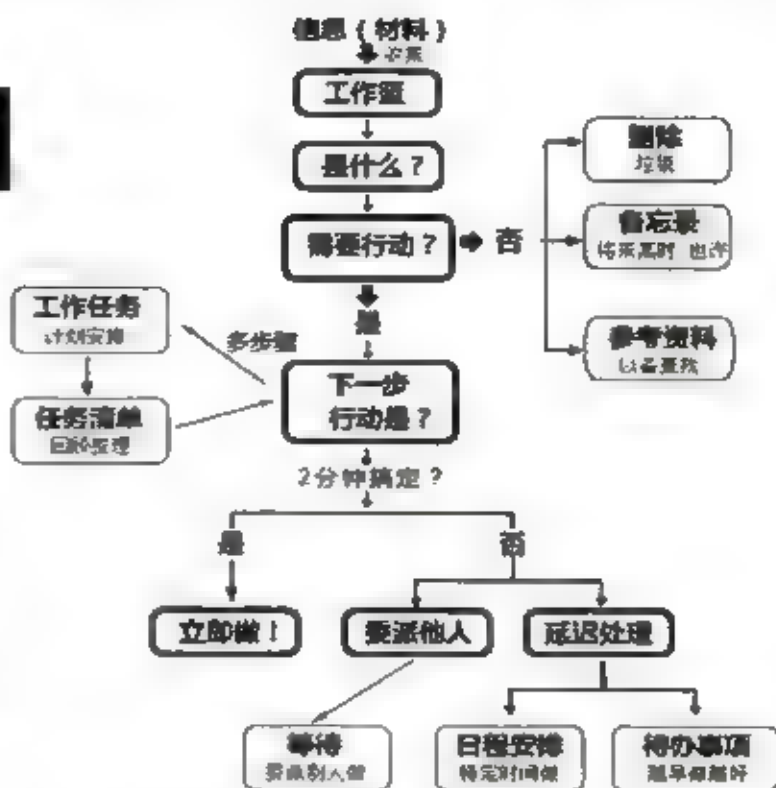 信息（材料）
收集
工作篮
是什么？
需要行动？
否
删除
垃圾
备忘录
将来某时 也许
参考资料
以备查找
是
工作任务
计划安排
多步骤
任务清单
回顾整理
下一步
行动是？
2分钟搞定？
是
否
立即做！
委派他人
延迟处理
等待
委派别人做
日程安排
特定时间做
待办事项
越早做越好